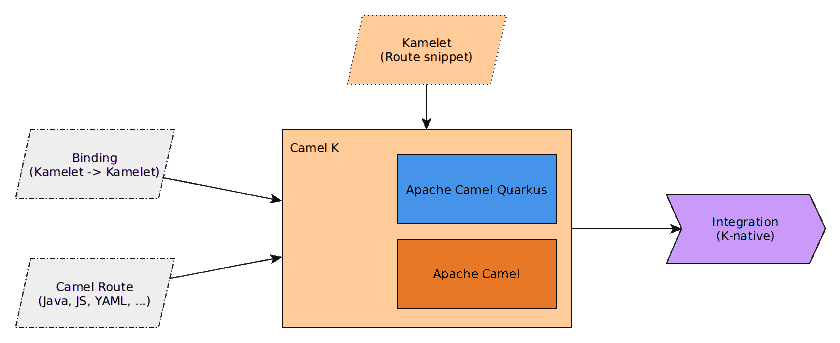 Kamelet
(Route snippet)
Camel K
Binding
(Kamelet -> Kamelet)
Apache Camel Quarkus
Integration
(K-native)
Apache Camel
Camel Route
(Java, JS, YAML, ...)